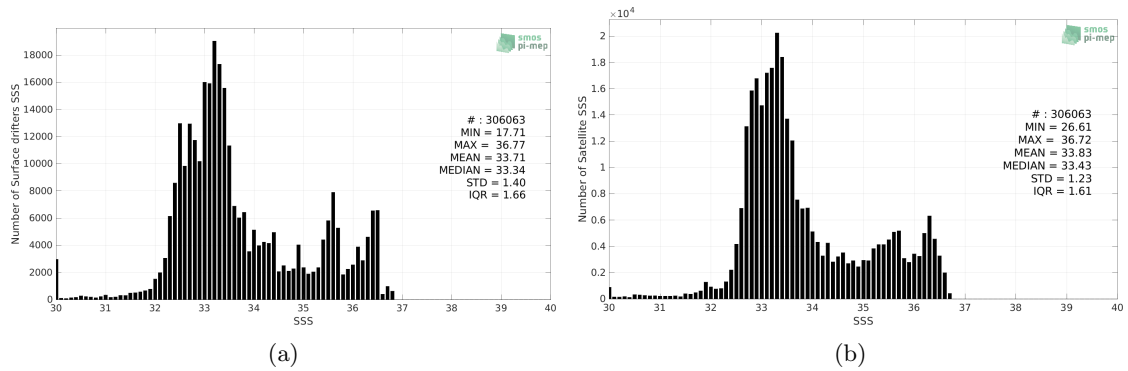 smos
pi-mep
Number of Surface drifters SSS
18000
16000
14000
12000
10000
8000
6000
4000
2000
0
# : 306063
MIN = 17.71
MAX = 36.77
MEAN = 33.71
MEDIAN = 33.34
STD = 1.40
IQR = 1.66
30 31 32 33 34 35 36 37 38 39 40
SSS
(a)
×10⁴
smos
pi-mep
Number of Satellite SSS
2
1.8
1.6
1.4
1.2
1
0.8
0.6
0.4
0.2
0
# : 306063
MIN = 26.61
MAX = 36.72
MEAN = 33.83
MEDIAN = 33.43
STD = 1.23
IQR = 1.61
30 31 32 33 34 35 36 37 38 39 40
SSS
(b)